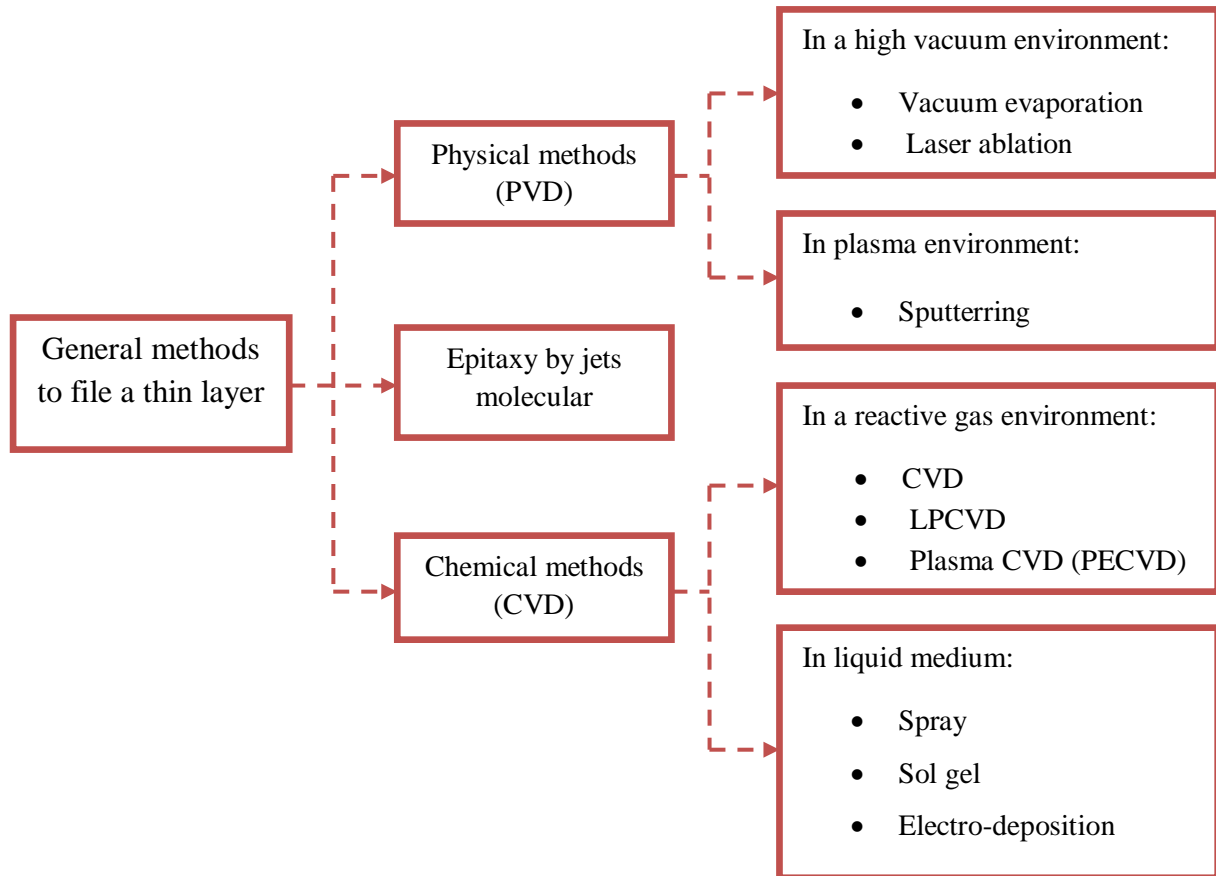 General methods
to file a thin layer
Physical methods
(PVD)
In a high vacuum environment:
• Vacuum evaporation
• Laser ablation
In plasma environment:
• Sputterring
Epitaxy by jets
molecular
Chemical methods
(CVD)
In a reactive gas environment:
• CVD
• LPCVD
• Plasma CVD (PECVD)
In liquid medium:
• Spray
• Sol gel
• Electro-deposition